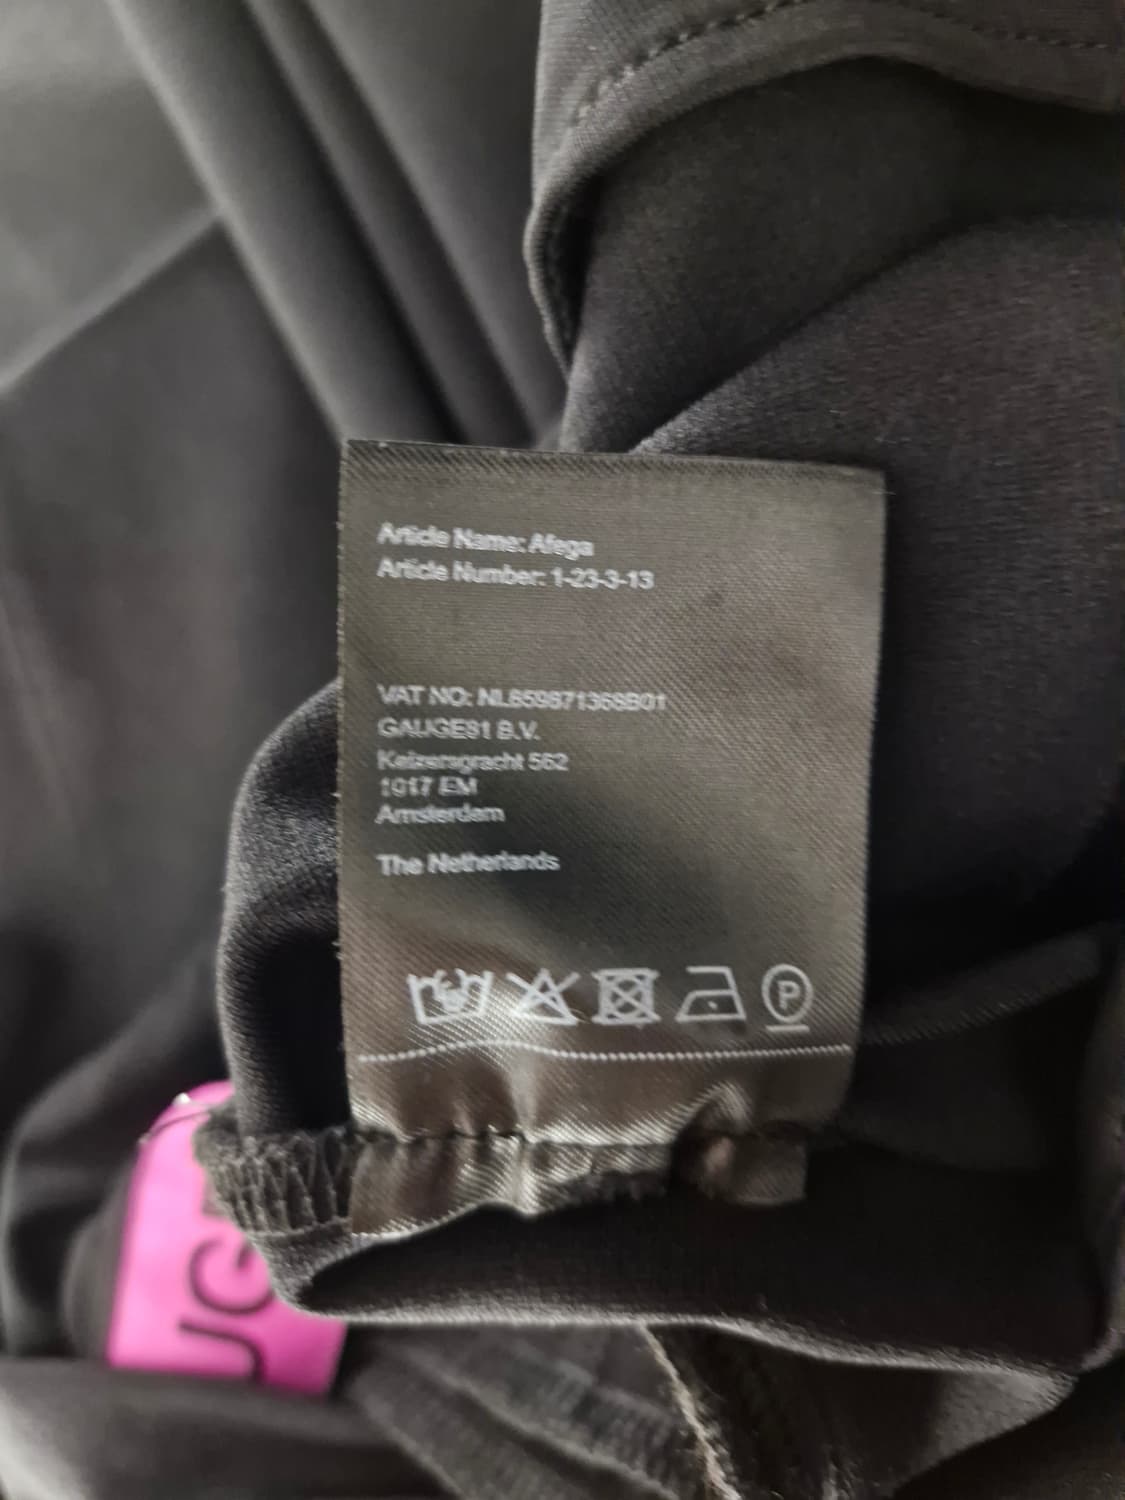 Article Name: Afega
Article Number: 1-23-3-13
VAT NO: NL859871368B01
GAUGE81 B.V.
Keizersgracht 562
1017 EM
Amsterdam
The Netherlands
P
UG